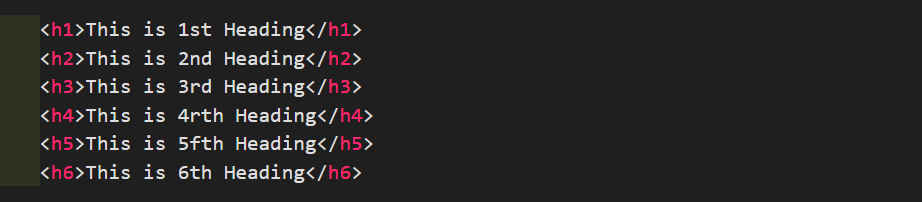 <h1>This is 1st Heading</h1>
<h2>This is 2nd Heading</h2>
<h3>This is 3rd Heading</h3>
<h4>This is 4rth Heading</h4>
<h5>This is 5fth Heading</h5>
<h6>This is 6th Heading</h6>